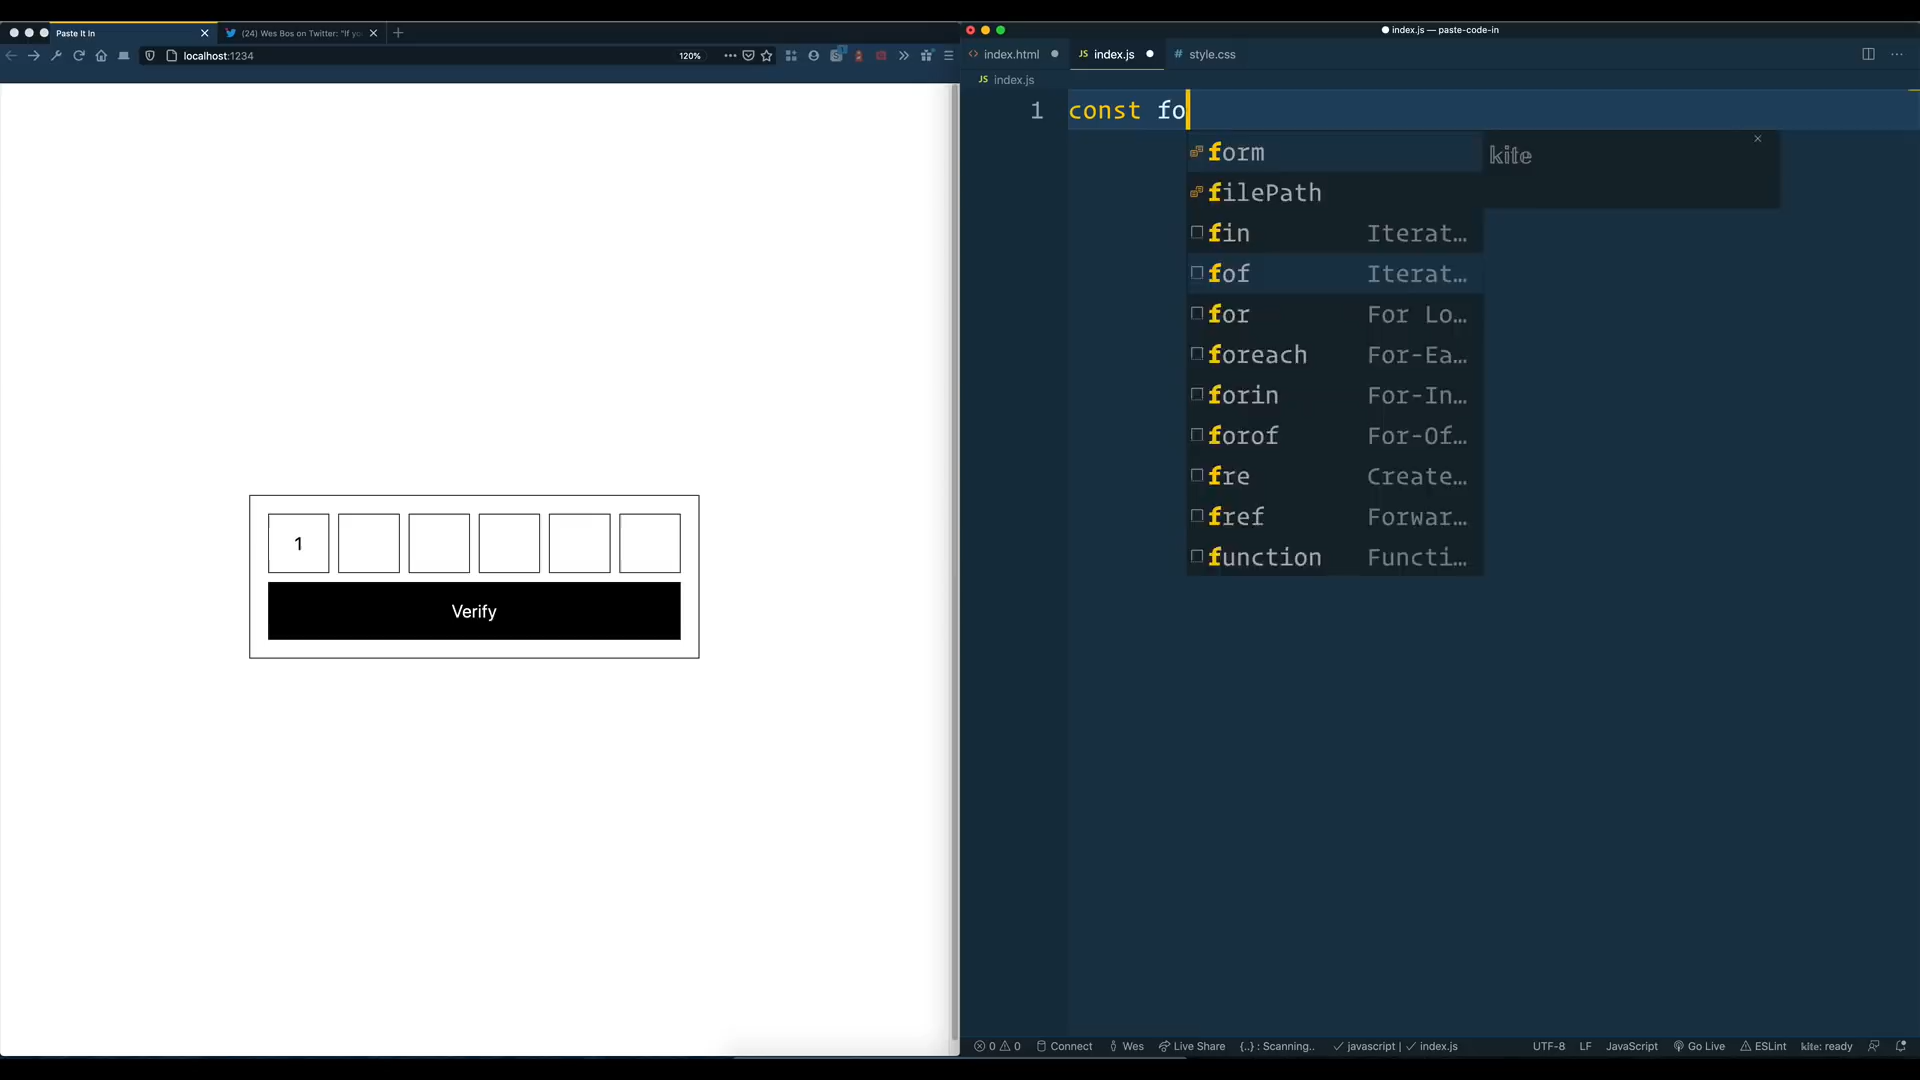 Paste It In
(24) Wes Bos on Twitter: "If yo
localhost:1234
120%
1
Verify
index.js — paste-code-in
index.html
JS index.js
# style.css
JS index.js
1 const fo
form
kite
filePath
fin Iterat…
fof Iterat…
for For Lo…
foreach For-Ea…
forin For-In…
forof For-Of…
fre Create…
fref Forwar…
function Functi…
0 0 Connect Wes Live Share {..} : Scanning.. javascript | index.js UTF-8 LF JavaScript Go Live ESLint kite: ready